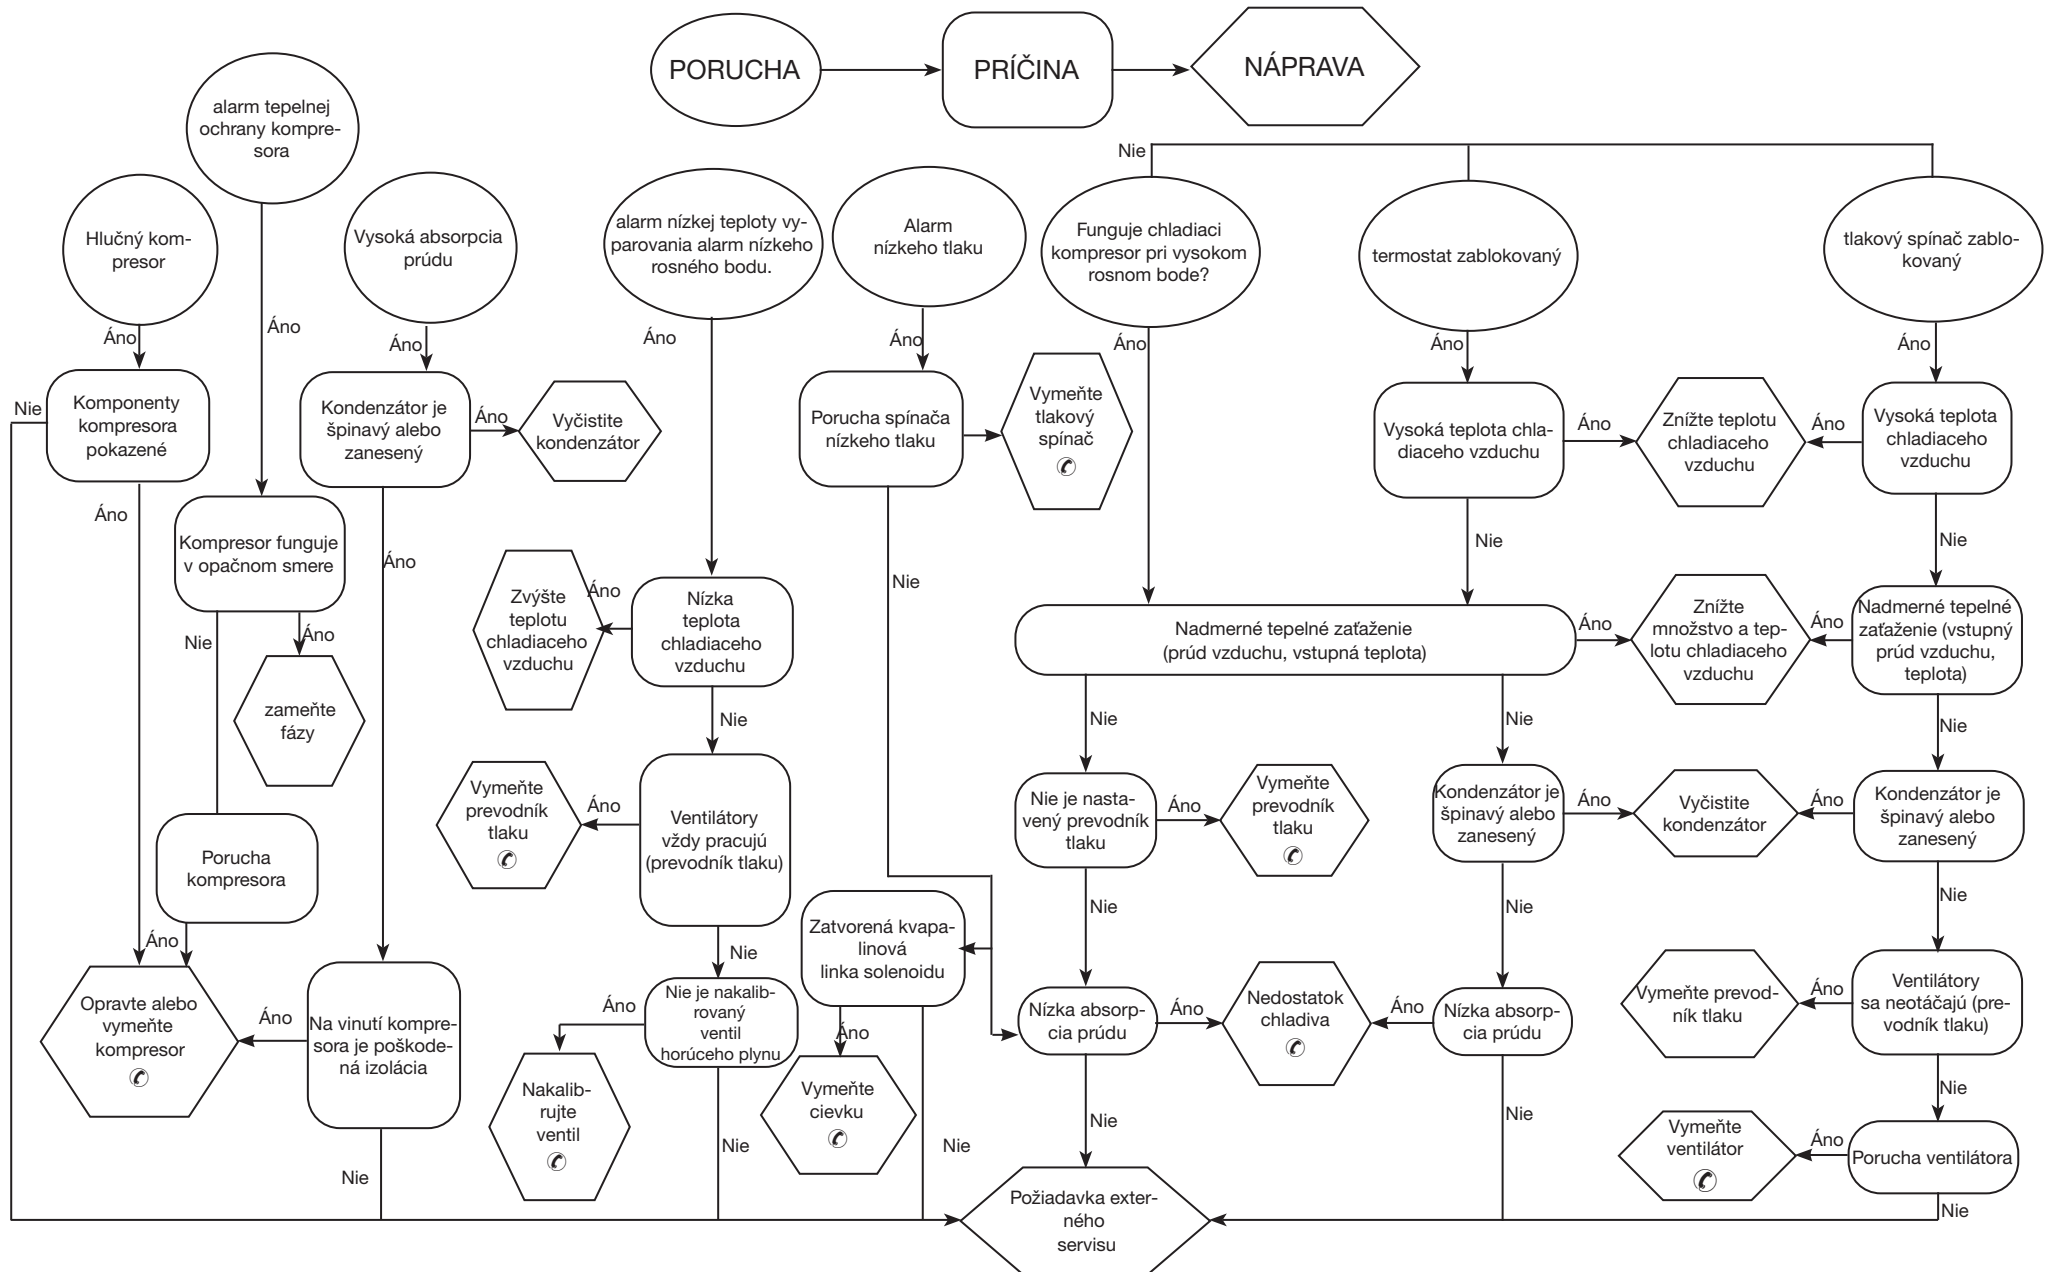 PORUCHA
PRÍČINA
NÁPRAVA
alarm tepelnej
ochrany kompre-
sora
Hlučný kom-
presor
Vysoká absorpcia
prúdu
alarm nízkej teploty vy-
parovania alarm nízkeho
rosného bodu.
Alarm
nízkeho tlaku
Nie
Funguje chladiaci
kompresor pri vysokom
rosnom bode?
termostat zablokovaný
tlakový spínač zablo-
kovaný
Áno
Áno
Áno
Áno
Áno
Áno
Áno
Áno
Nie
Komponenty
kompresora
pokazené
Kondenzátor je
špinavý alebo
zanesený
Áno
Vyčistite
kondenzátor
Porucha spínača
nízkeho tlaku
Vymeňte
tlakový
spínač
Vysoká teplota chla-
diaceho vzduchu
Áno
Znížte teplotu
chladiaceho
vzduchu
Áno
Vysoká teplota
chladiaceho
vzduchu
Áno
Kompresor funguje
v opačnom smere
Áno
Nie
Nie
Nie
Zvýšte
teplotu
chladiaceho
vzduchu
Áno
Nízka
teplota
chladiaceho
vzduchu
Nadmerné tepelné zaťaženie
(prúd vzduchu, vstupná teplota)
Áno
Znížte
množstvo a tep-
lotu chladiaceho
vzduchu
Áno
Nadmerné tepelné
zaťaženie (vstupný
prúd vzduchu,
teplota)
Nie
Áno
zameňte
fázy
Nie
Nie
Nie
Nie
Vymeňte
prevodník
tlaku
Áno
Ventilátory
vždy pracujú
(prevodník tlaku)
Nie je nasta-
vený prevodník
tlaku
Áno
Vymeňte
prevodník
tlaku
Kondenzátor je
špinavý alebo
zanesený
Áno
Vyčistite
kondenzátor
Áno
Kondenzátor je
špinavý alebo
zanesený
Porucha
kompresora
Áno
Nie
Nie
Nie
Nie
Zatvorená kvapa-
linová
linka solenoidu
Opravte alebo
vymeňte
kompresor
Áno
Na vinutí kompre-
sora je poškode-
ná izolácia
Áno
Nie je nakalib-
rovaný
ventil
horúceho plynu
Áno
Nízka absorp-
cia prúdu
Áno
Nedostatok
chladiva
Áno
Nízka absorp-
cia prúdu
Vymeňte prevod-
ník tlaku
Áno
Ventilátory
sa neotáčajú (pre-
vodník tlaku)
Nakalib-
rujte
ventil
Vymeňte
cievku
Nie
Nie
Nie
Nie
Nie
Nie
Vymeňte
ventilátor
Áno
Porucha ventilátora
Nie
Požiadavka exter-
ného
servisu